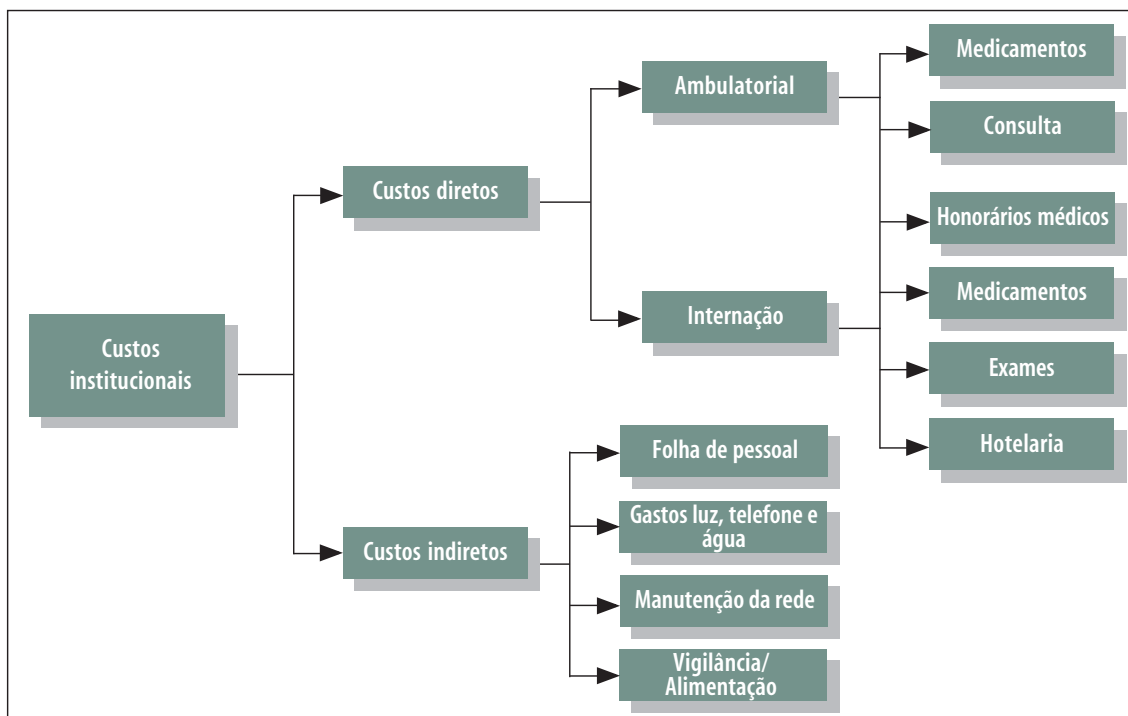 Custos
institucionais
Custos diretos
Ambulatorial
Medicamentos
Consulta
Internação
Honorários médicos
Medicamentos
Exames
Hotelaria
Custos indiretos
Folha de pessoal
Gastos luz, telefone e
água
Manutenção da rede
Vigilância/
Alimentação